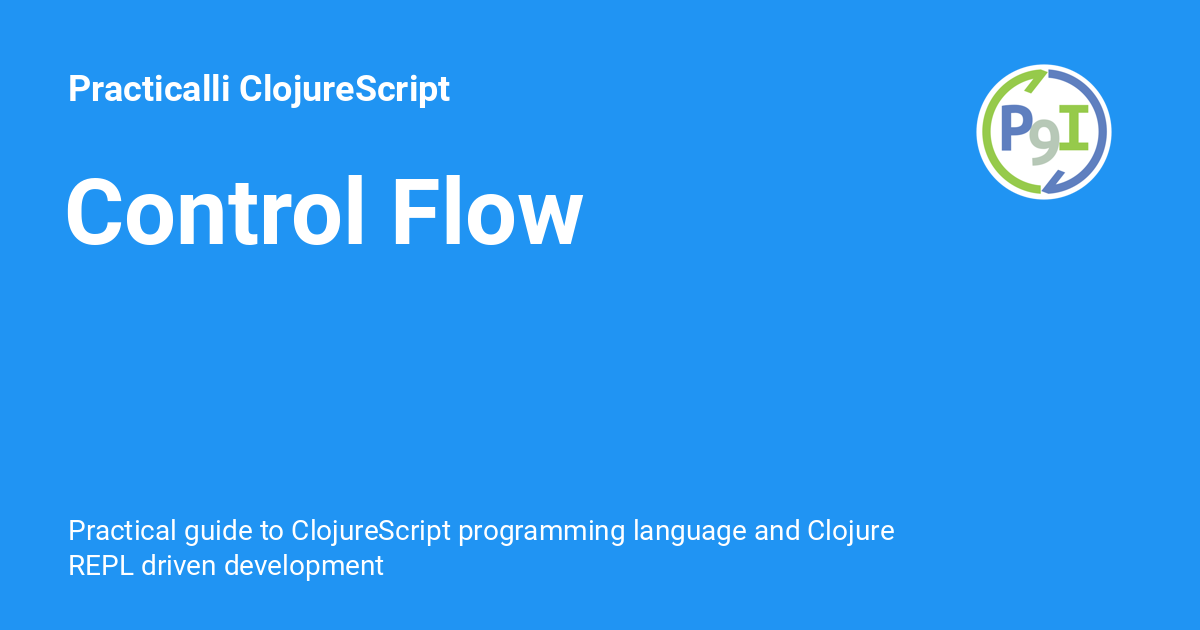 Practicalli ClojureScript
P9I
Control Flow
Practical guide to ClojureScript programming language and Clojure
REPL driven development